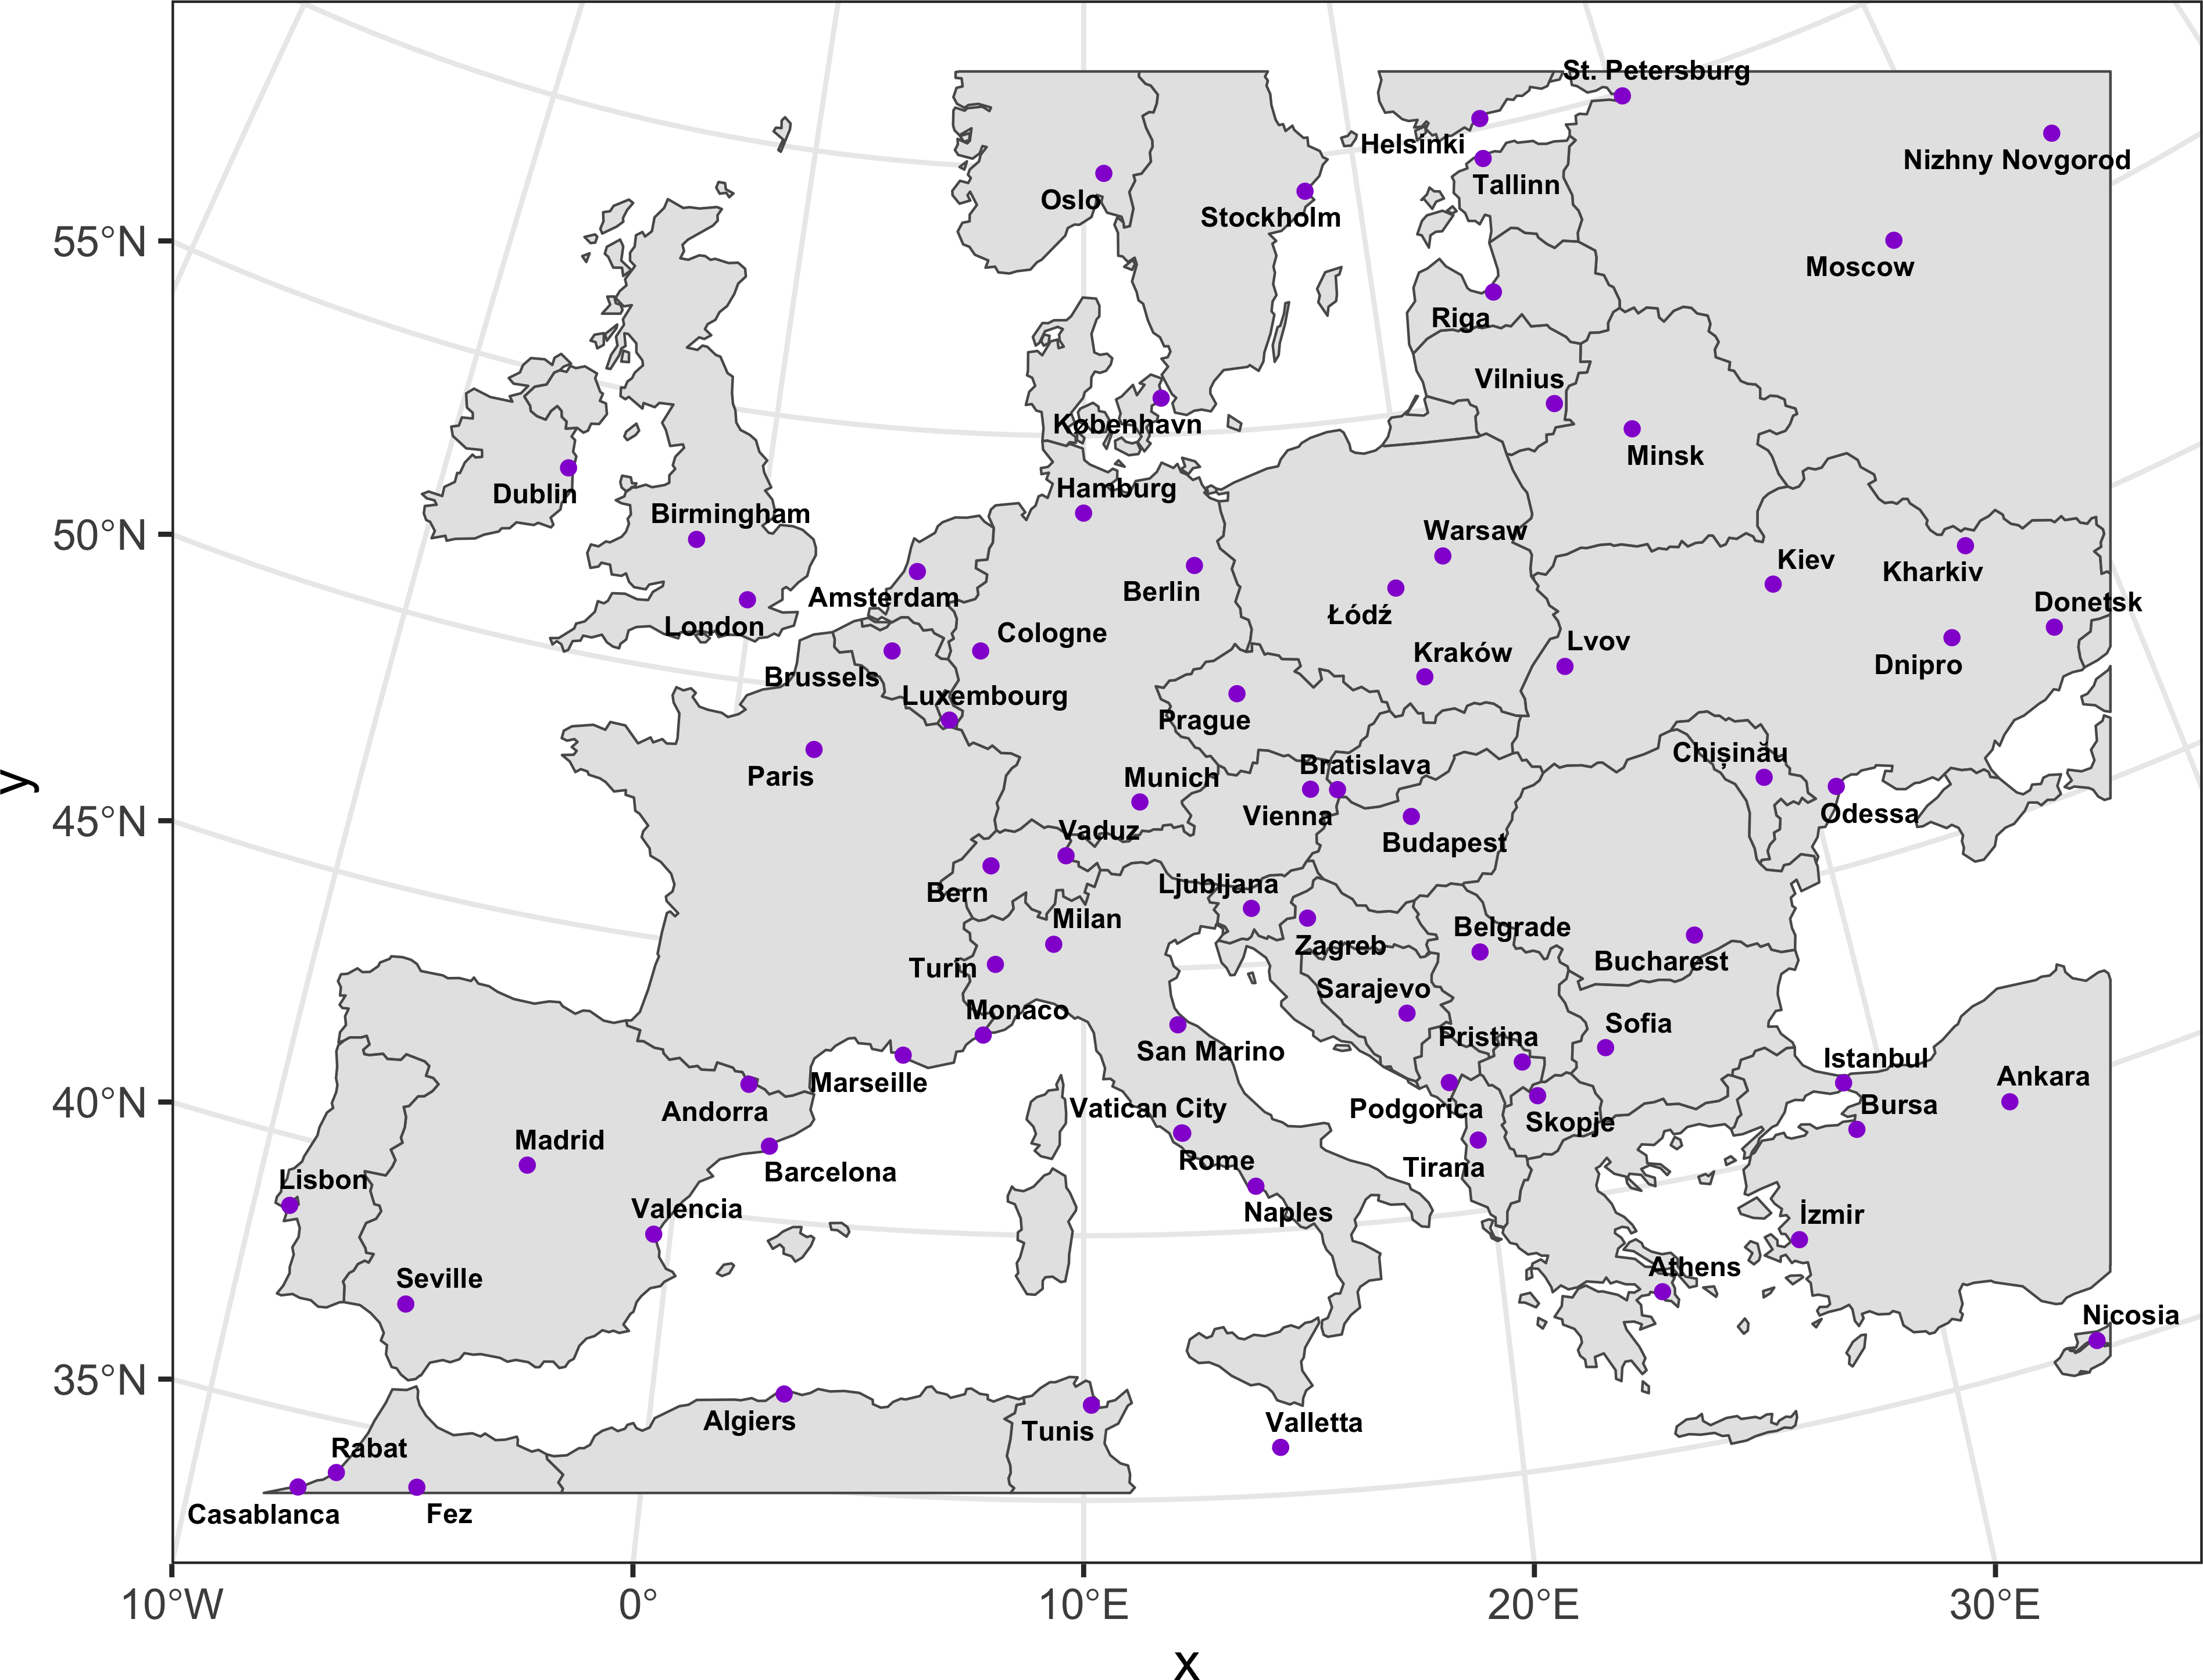 St. Petersburg
Helsinki
Nizhny Novgorod
Tallinn
Oslo
Stockholm
55°N
Moscow
Riga
Vilnius
København
Minsk
Hamburg
Dublin
Birmingham
Warsaw
50°N
Kiev
Kharkiv
Berlin
Amsterdam
Donetsk
Łódź
London
Cologne
Lvov
Kraków
Dnipro
Brussels
Luxembourg
Prague
Chișinău
Bratislava
Paris
Munich
y
Odessa
Vienna
45°N
Vaduz
Budapest
Ljubljana
Bern
Milan
Belgrade
Zagreb
Bucharest
Turin
Sarajevo
Monaco
Sofia
Pristina
San Marino
Istanbul
Ankara
Marseille
Bursa
40°N
Andorra
Vatican City
Podgorica
Skopje
Madrid
Rome
Tirana
Barcelona
Lisbon
Valencia
Naples
İzmir
Athens
Seville
Nicosia
35°N
Algiers
Valletta
Tunis
Rabat
Casablanca
Fez
10°W
0°
10°E
20°E
30°E
x